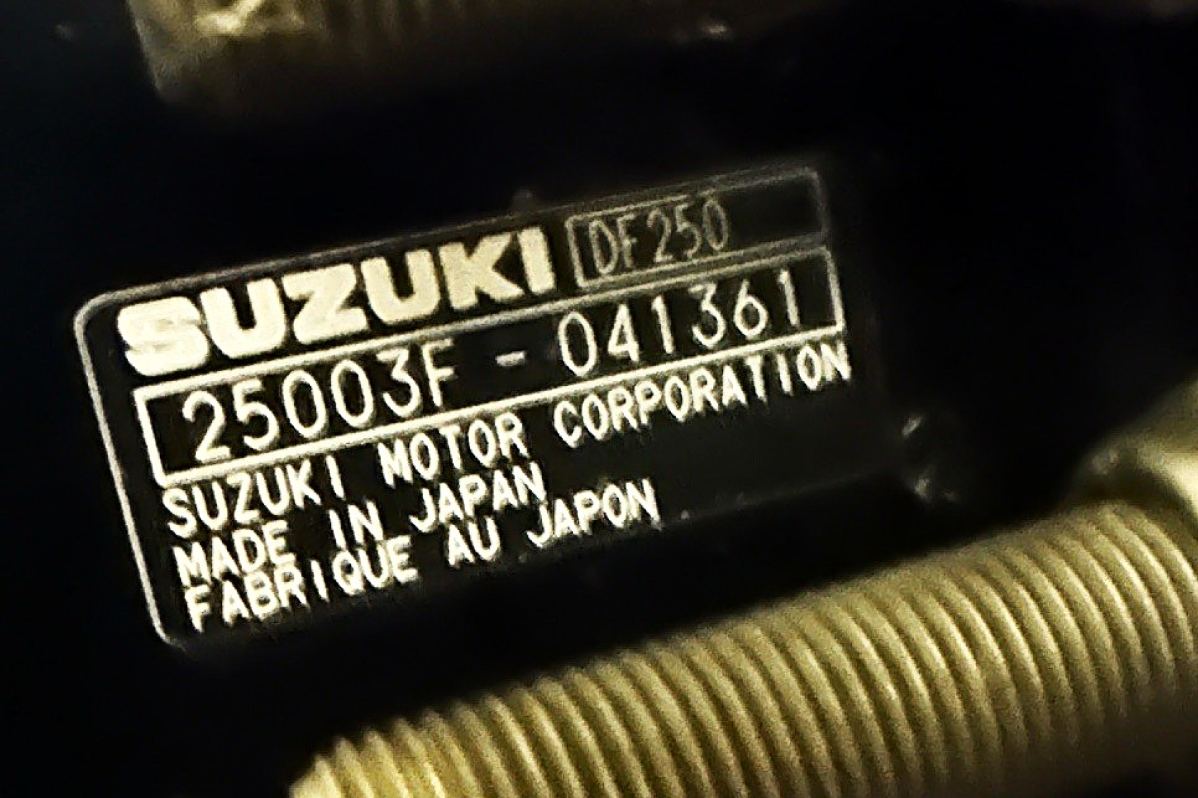 SUZUKI DF250
25003F - 041361
SUZUKI MOTOR CORPORATION
MADE IN JAPAN
FABRIQUE AU JAPON